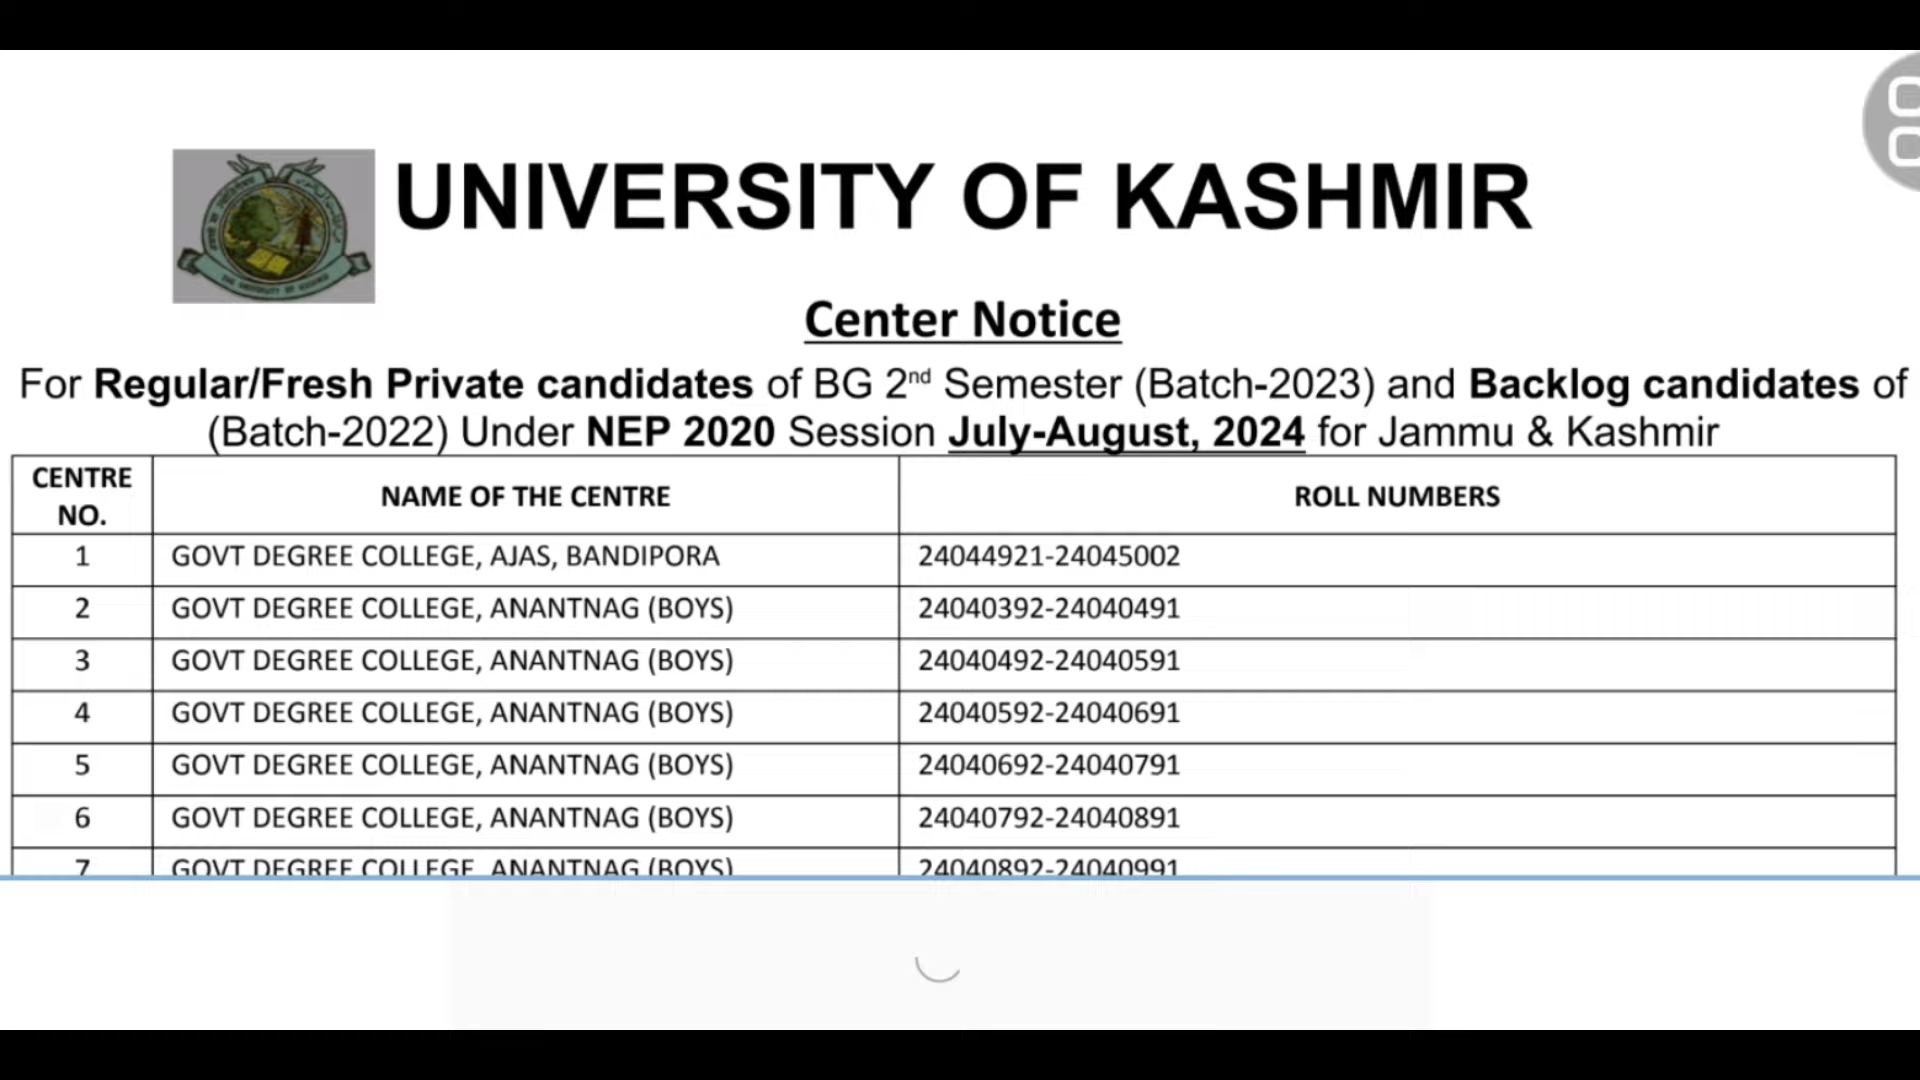 UNIVERSITY OF KASHMIR
Center Notice
For Regular/Fresh Private candidates of BG 2nd Semester (Batch-2023) and Backlog candidates of
(Batch-2022) Under NEP 2020 Session July-August, 2024 for Jammu & Kashmir
CENTRE NO. NAME OF THE CENTRE ROLL NUMBERS
1 GOVT DEGREE COLLEGE, AJAS, BANDIPORA 24044921-24045002
2 GOVT DEGREE COLLEGE, ANANTNAG (BOYS) 24040392-24040491
3 GOVT DEGREE COLLEGE, ANANTNAG (BOYS) 24040492-24040591
4 GOVT DEGREE COLLEGE, ANANTNAG (BOYS) 24040592-24040691
5 GOVT DEGREE COLLEGE, ANANTNAG (BOYS) 24040692-24040791
6 GOVT DEGREE COLLEGE, ANANTNAG (BOYS) 24040792-24040891
7 GOVT DEGREE COLLEGE, ANANTNAG (BOYS) 24040892-24040991